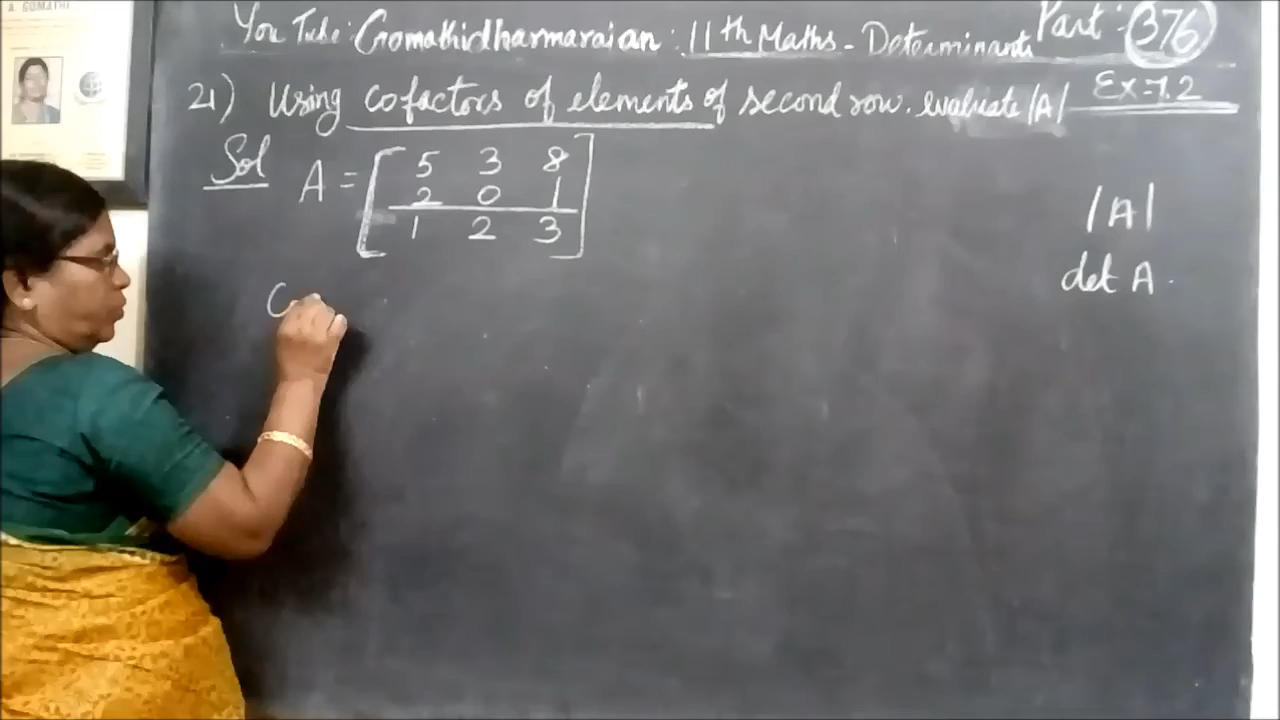 A. GOMATHI
You Tube : Gomathidharmaraian : 11th Maths - Determinants Part : 376
21) Using cofactors of elements of second row. evaluate |A| Ex-7.2
Sol A = [ 5 3 8
2 0 1
1 2 3 ]
|A|
det A.
C